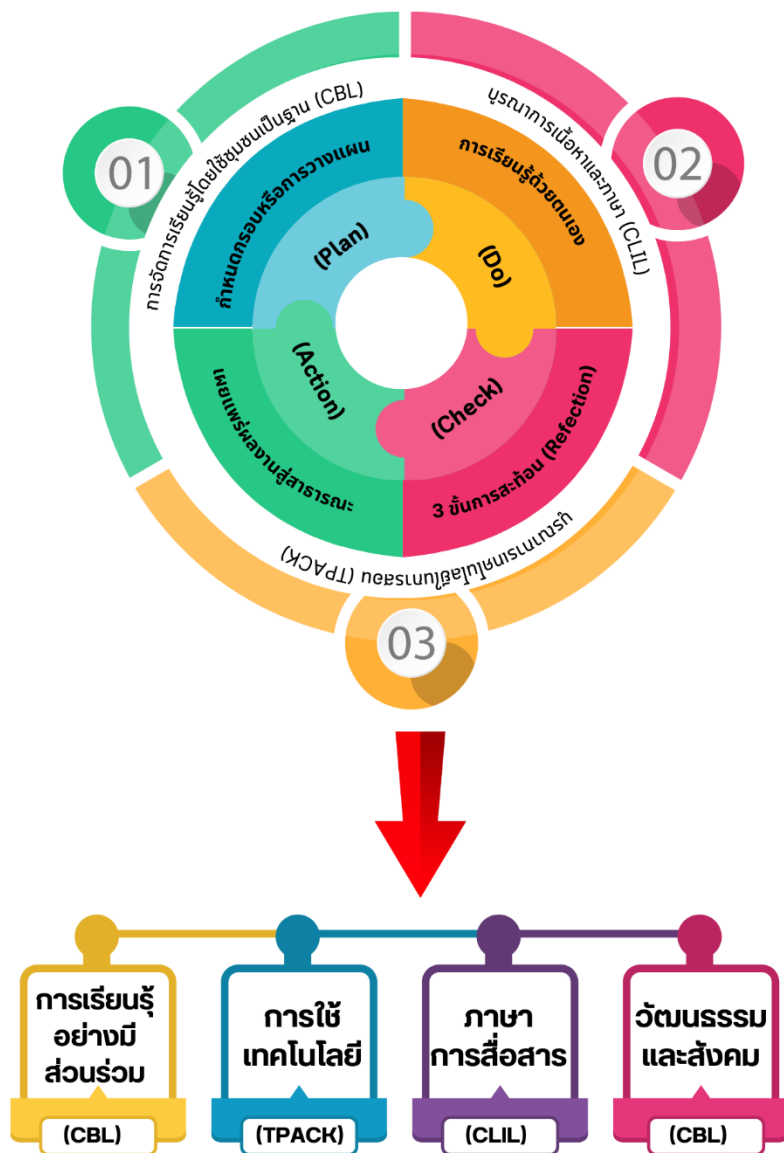 01
การจัดการเรียนรู้โดยใช้ชุมชนเป็นฐาน (CBL)
02
บูรณาการเนื้อหาและภาษา (CLIL)
กำหนดกรอบหรือการวางแผน
(Plan)
การเรียนรู้ด้วยตนเอง
(Do)
(Check)
3 ขั้นการสะท้อน (Refection)
(Action)
เผยแพร่ผลงานสู่สาธารณะ
บูรณาการเทคโนโลยีในการสอน (TPACK)
03
การเรียนรู้
อย่างมี
ส่วนร่วม
(CBL)
การใช้
เทคโนโลยี
(TPACK)
ภาษา
การสื่อสาร
(CLIL)
วัฒนธรรม
และสังคม
(CBL)